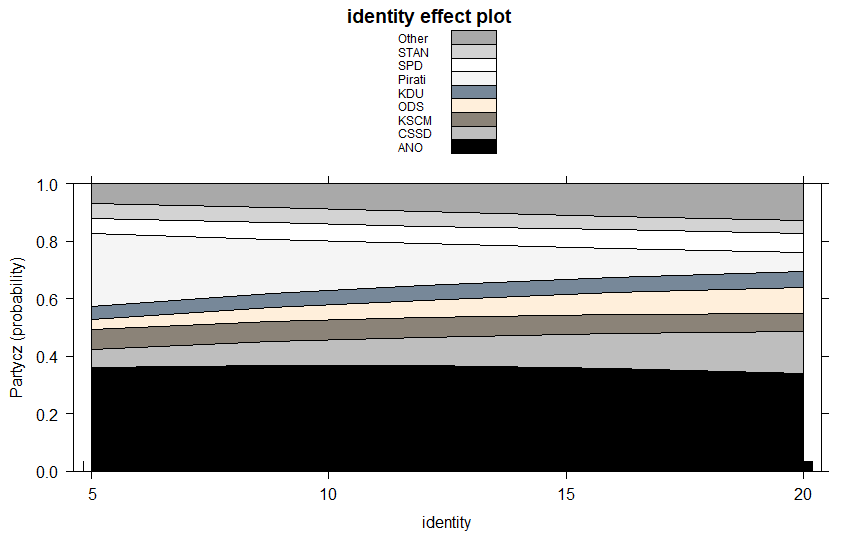 identity effect plot
Other
STAN
SPD
Pirati
KDU
ODS
KSCM
CSSD
ANO
1.0
0.8
0.6
0.4
0.2
0.0
Partycz (probability)
5 10 15 20
identity